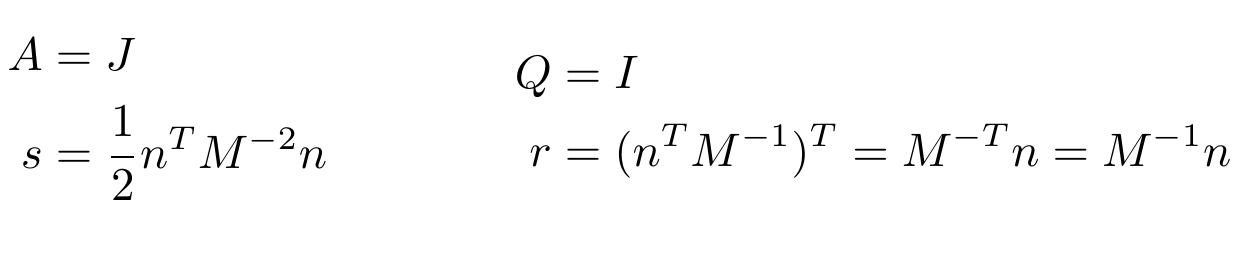 A = J
s = \frac{1}{2} n^T M^{-2} n
Q = I
r = (n^T M^{-1})^T = M^{-T} n = M^{-1} n